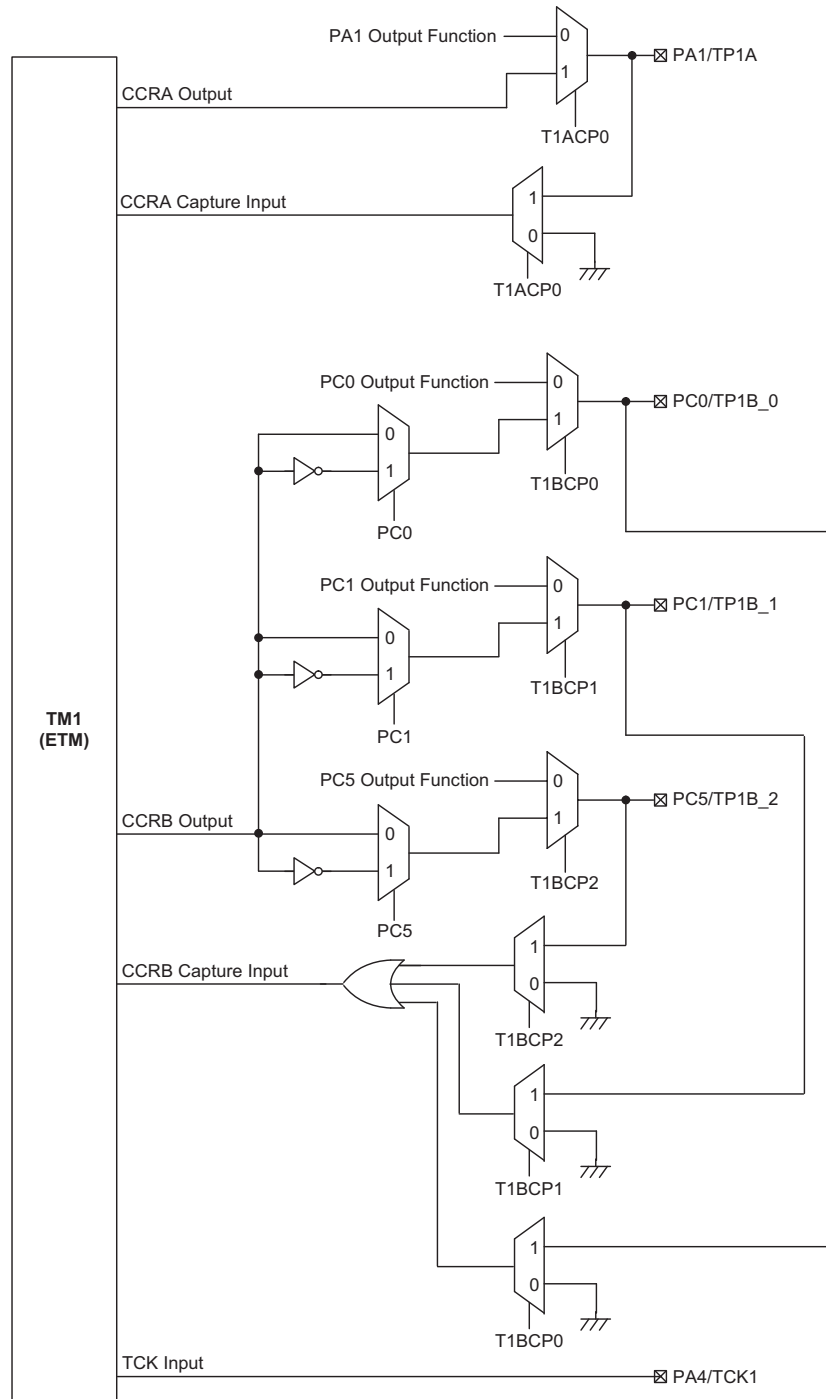 PA1 Output Function
0
1
PA1/TP1A
CCRA Output
T1ACP0
CCRA Capture Input
1
0
T1ACP0
PC0 Output Function
0
1
PC0/TP1B_0
0
1
T1BCP0
PC0
PC1 Output Function
0
1
PC1/TP1B_1
0
1
T1BCP1
PC1
TM1
(ETM)
PC5 Output Function
0
1
PC5/TP1B_2
CCRB Output
0
1
T1BCP2
PC5
CCRB Capture Input
1
0
T1BCP2
1
0
T1BCP1
1
0
T1BCP0
TCK Input
PA4/TCK1